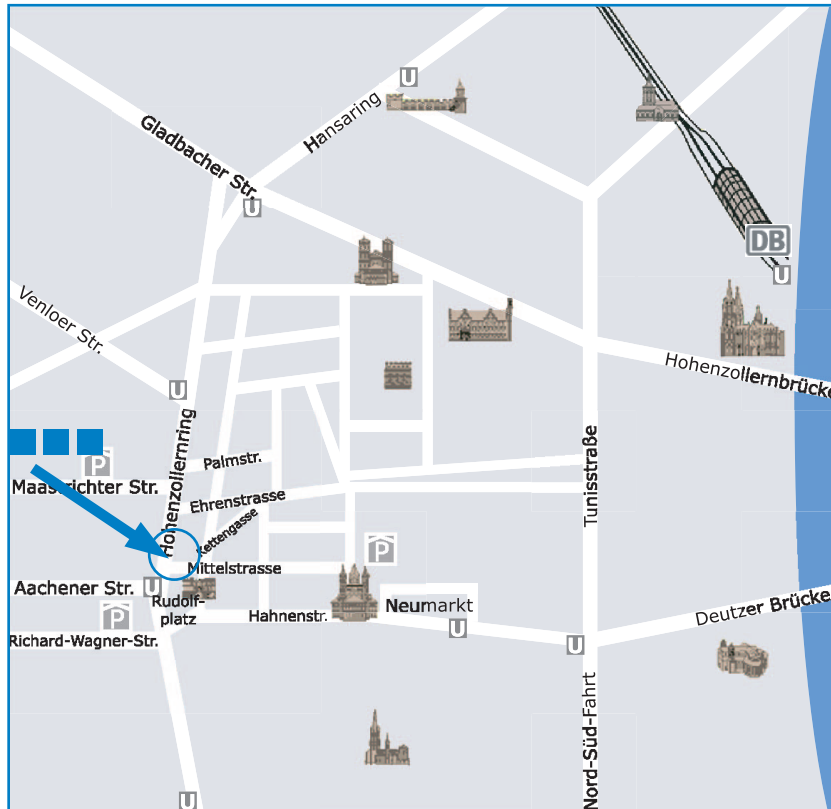 U
Hansaring
Gladbacher Str.
U
DB
U
Venloer Str.
Hohenzollernbrücke
U
Hohenzollernring
P
Palmstr.
Maastrichter Str.
Ehrenstrasse
Tunisstraße
Kettengasse
P
Mittelstrasse
Aachener Str.
U
Rudolf-
platz
P
Hahnenstr.
Neumarkt
Deutzer Brücke
U
U
Richard-Wagner-Str.
Nord-Süd-Fahrt
U